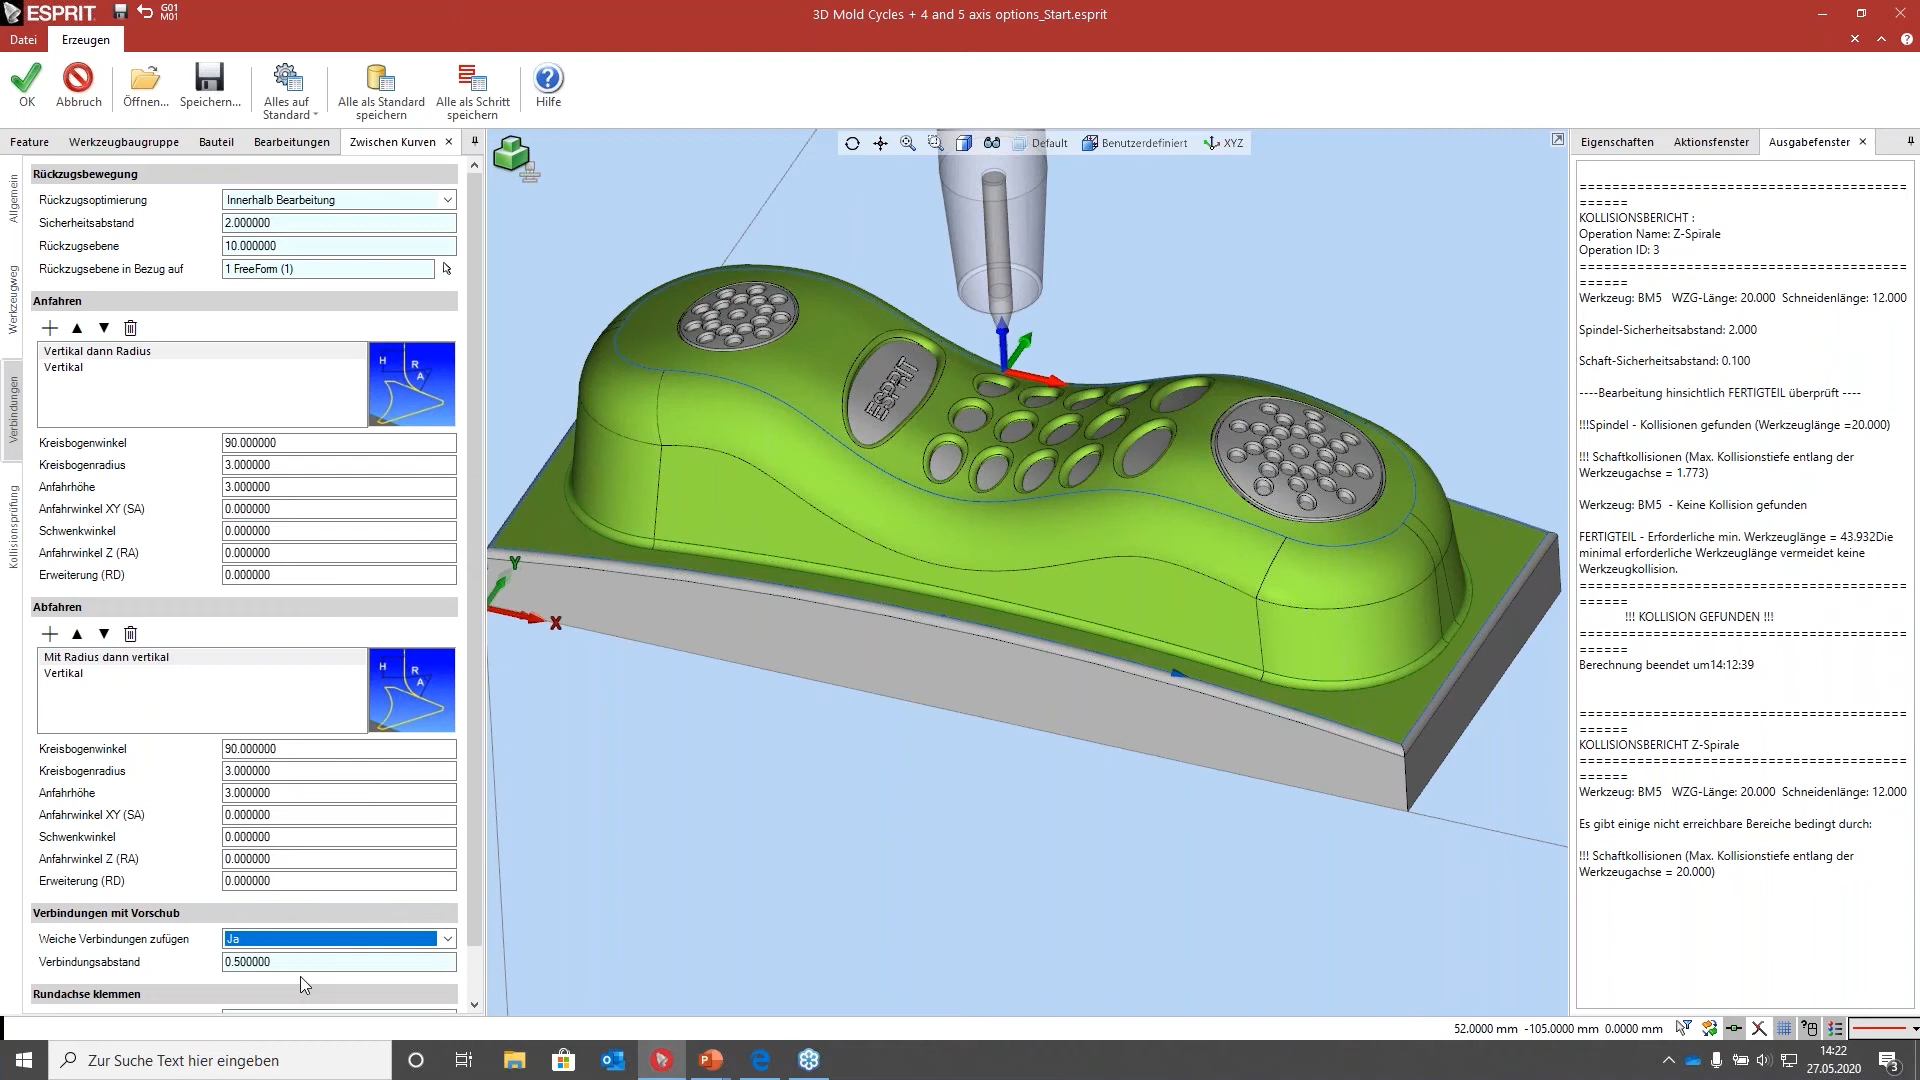 ESPRIT
G01
M01
3D Mold Cycles + 4 and 5 axis options_Start.esprit
Datei
Erzeugen
OK
Abbruch
Öffnen...
Speichern...
Alles auf
Standard
Alle als Standard
speichern
Alle als Schritt
speichern
Hilfe
Feature
Werkzeugbaugruppe
Bauteil
Bearbeitungen
Zwischen Kurven
Allgemein
Werkzeugweg
Verbindungen
Kollisionsprüfung
Rückzugsbewegung
Rückzugsoptimierung
Innerhalb Bearbeitung
Sicherheitsabstand
2.000000
Rückzugsebene
10.000000
Rückzugsebene in Bezug auf
1 FreeForm (1)
Anfahren
Vertikal dann Radius
Vertikal
H
R
A
Kreisbogenwinkel
90.000000
Kreisbogenradius
3.000000
Anfahrhöhe
3.000000
Anfahrwinkel XY (SA)
0.000000
Schwenkwinkel
0.000000
Anfahrwinkel Z (RA)
0.000000
Erweiterung (RD)
0.000000
Abfahren
Mit Radius dann vertikal
Vertikal
H
R
A
Kreisbogenwinkel
90.000000
Kreisbogenradius
3.000000
Anfahrhöhe
3.000000
Anfahrwinkel XY (SA)
0.000000
Schwenkwinkel
0.000000
Anfahrwinkel Z (RA)
0.000000
Erweiterung (RD)
0.000000
Verbindungen mit Vorschub
Weiche Verbindungen zufügen
Ja
Verbindungsabstand
0.500000
Rundachse klemmen
Default
Benutzerdefiniert
XYZ
ESPRIT
Y
X
Eigenschaften
Aktionsfenster
Ausgabefenster
========================================
======
KOLLISIONSBERICHT :
Operation Name: Z-Spirale
Operation ID: 3
========================================
======
Werkzeug: BM5 WZG-Länge: 20.000 Schneidenlänge: 12.000
Spindel-Sicherheitsabstand: 2.000
Schaft-Sicherheitsabstand: 0.100
----Bearbeitung hinsichtlich FERTIGTEIL überprüft ----
!!!Spindel - Kollisionen gefunden (Werkzeuglänge =20.000)
!!! Schaftkollisionen (Max. Kollisionstiefe entlang der
Werkzeugachse = 1.773)
Werkzeug: BM5 - Keine Kollision gefunden
FERTIGTEIL - Erforderliche min. Werkzeuglänge = 43.932Die
minimal erforderliche Werkzeuglänge vermeidet keine
Werkzeugkollision.
========================================
======
!!! KOLLISION GEFUNDEN !!!
========================================
======
Berechnung beendet um14:12:39
========================================
======
KOLLISIONSBERICHT Z-Spirale
========================================
======
Werkzeug: BM5 WZG-Länge: 20.000 Schneidenlänge: 12.000
Es gibt einige nicht erreichbare Bereiche bedingt durch:
!!! Schaftkollisionen (Max. Kollisionstiefe entlang der
Werkzeugachse = 20.000)
52.0000 mm -105.0000 mm 0.0000 mm
Zur Suche Text hier eingeben
14:22
27.05.2020
3